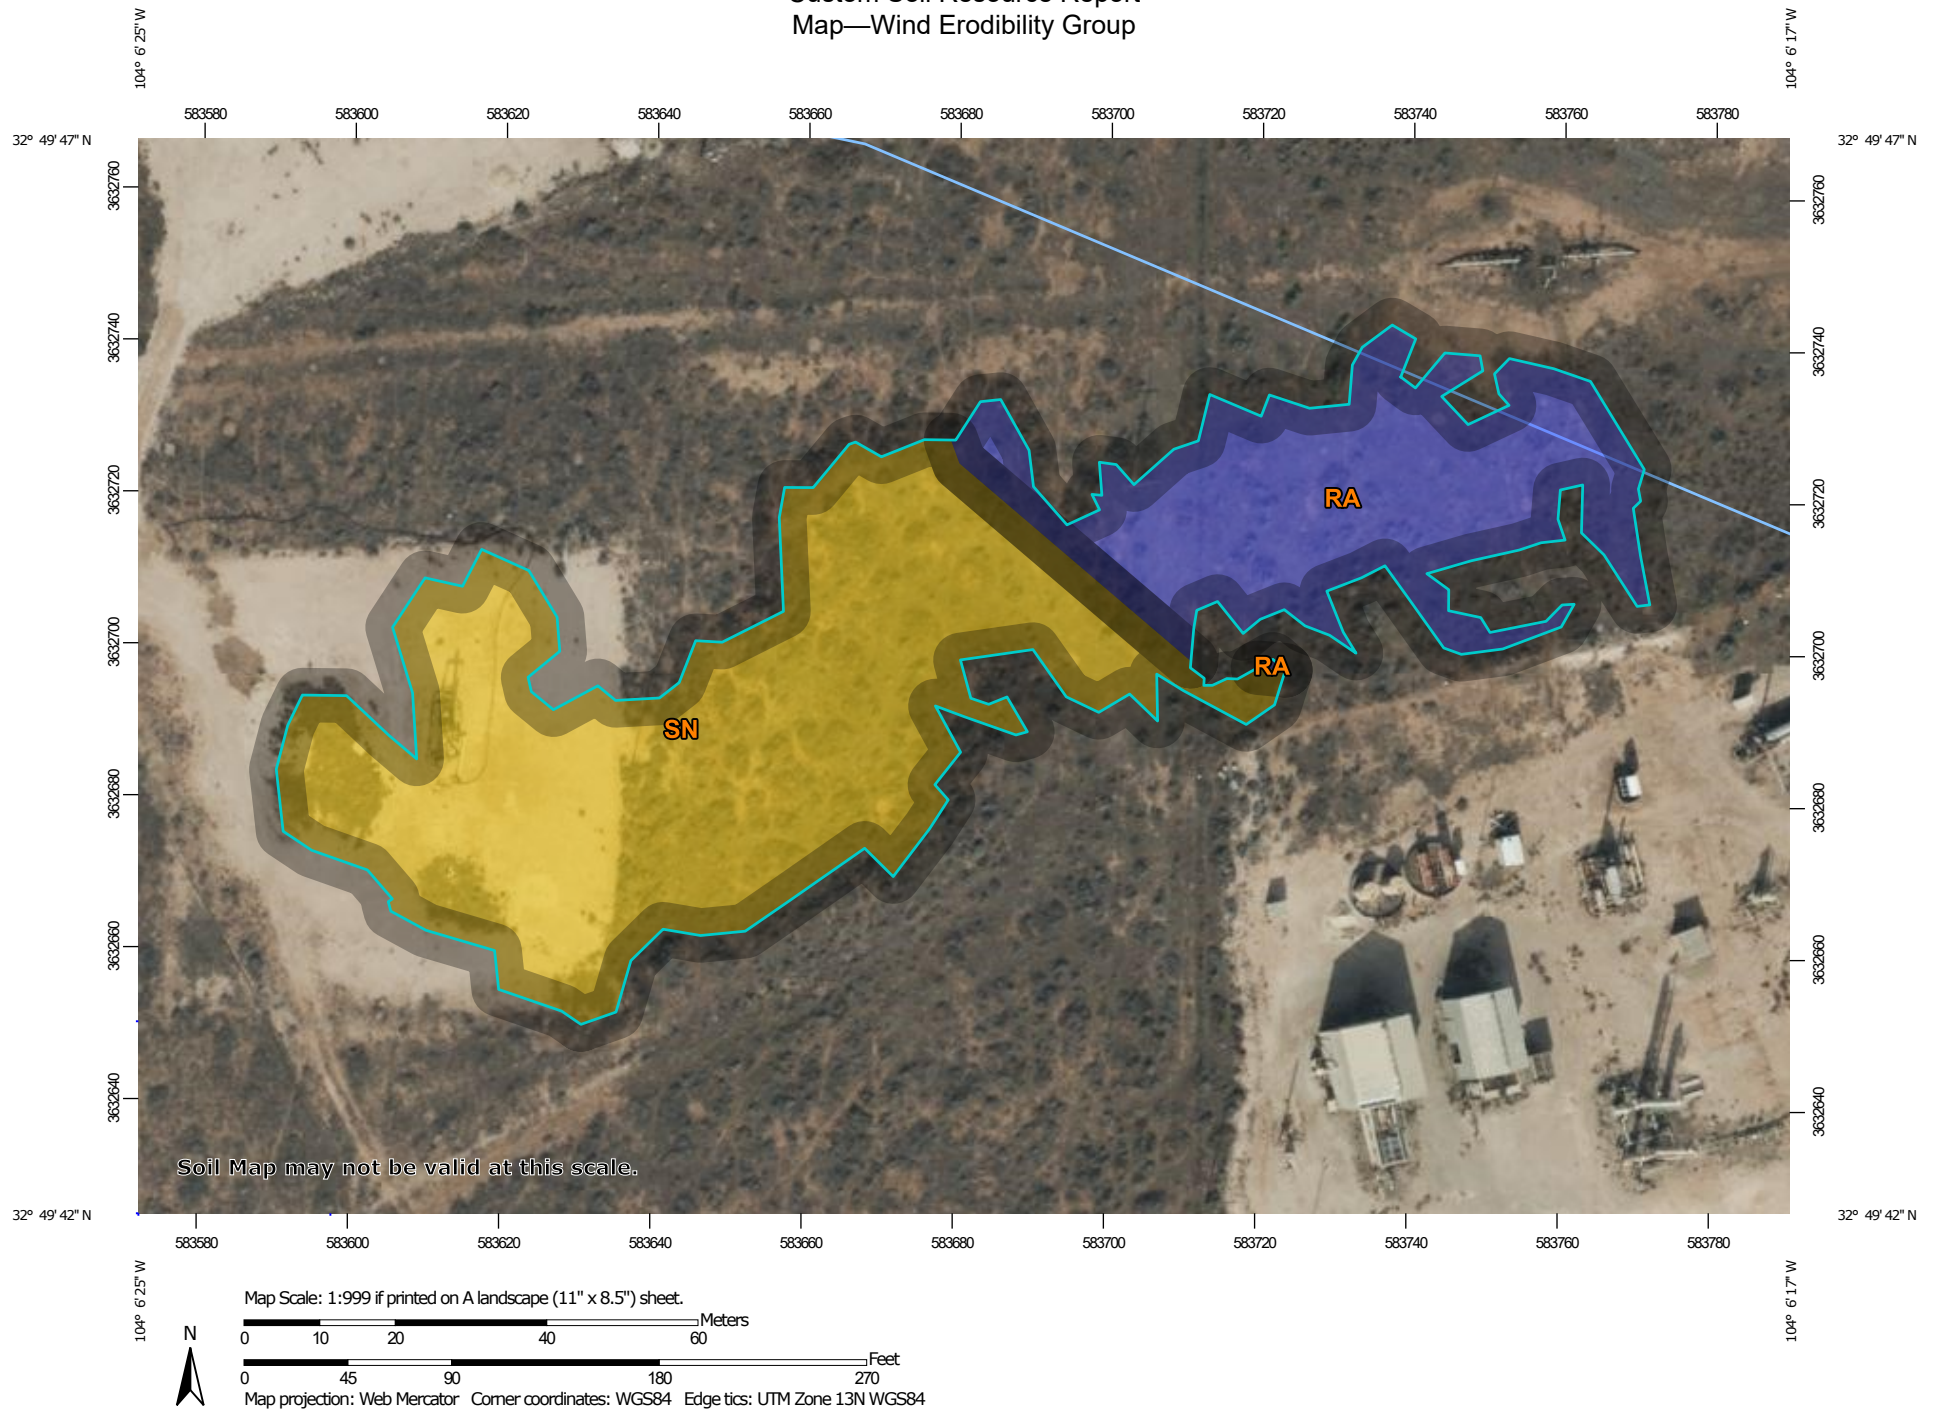 Custom Soil Resource Report
Map—Wind Erodibility Group
104° 6' 25" W
104° 6' 17" W
583580 583600 583620 583640 583660 583680 583700 583720 583740 583760 583780
32° 49' 47" N
32° 49' 47" N
3632760
3632740
3632720
3632700
3632680
3632660
3632640
3632760
3632740
3632720
3632700
3632680
3632660
3632640
RA
RA
SN
Soil Map may not be valid at this scale.
32° 49' 42" N
32° 49' 42" N
583580 583600 583620 583640 583660 583680 583700 583720 583740 583760 583780
104° 6' 25" W
104° 6' 17" W
Map Scale: 1:999 if printed on A landscape (11" x 8.5") sheet.
Meters
0 10 20 40 60
Feet
0 45 90 180 270
N
Map projection: Web Mercator Corner coordinates: WGS84 Edge tics: UTM Zone 13N WGS84